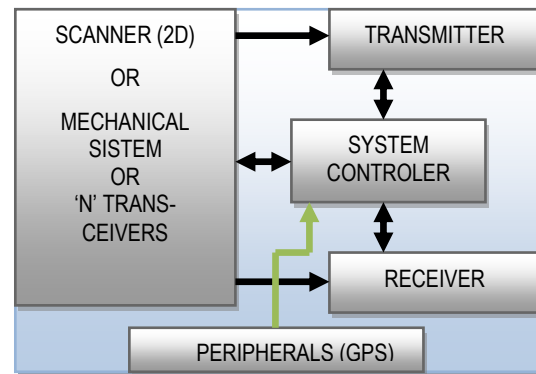 SCANNER (2D)
OR
MECHANICAL
SISTEM
OR
‘N’ TRANS-
CEIVERS
TRANSMITTER
SYSTEM
CONTROLER
RECEIVER
PERIPHERALS (GPS)